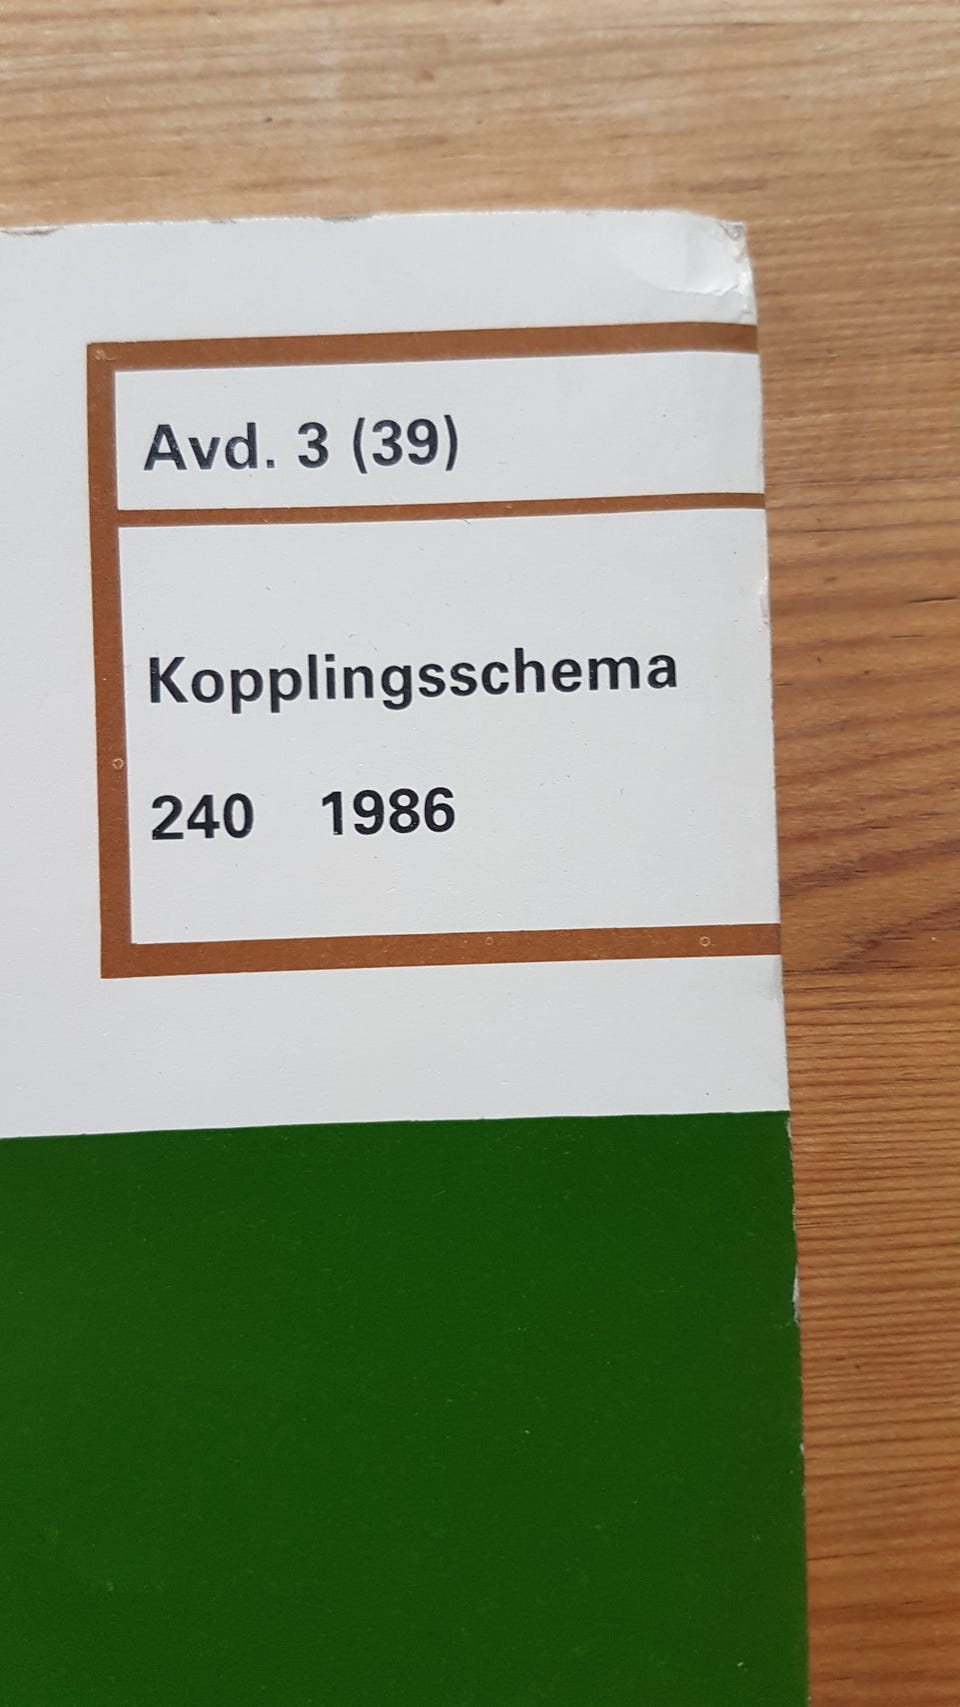 Avd. 3 (39)
Kopplingsschema
240 1986